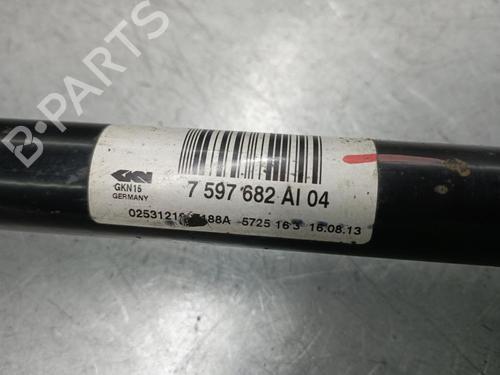 B-PARTS
GKN
GKN15
GERMANY
7 597 682 AI 04
5725 16 3 16.08.13